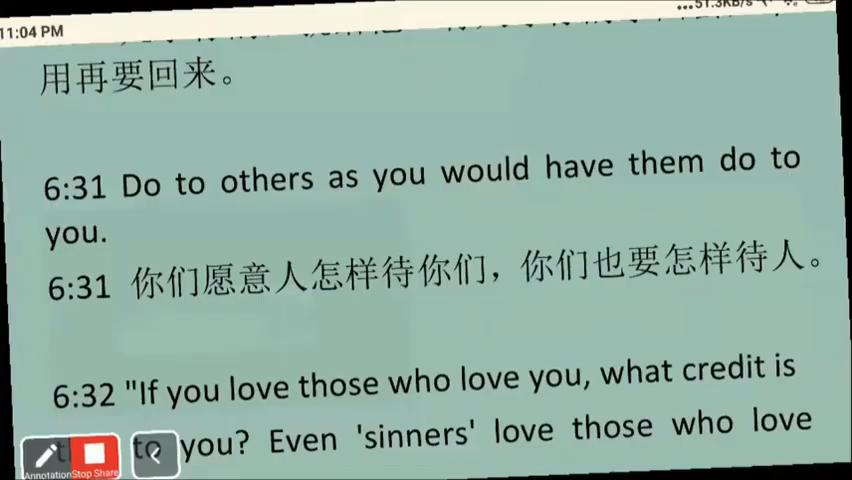 11:04 PM
...51.3KB/s
用再要回来。
6:31 Do to others as you would have them do to
you.
6:31 你们愿意人怎样待你们，你们也要怎样待人。
6:32 "If you love those who love you, what credit is
to you? Even 'sinners' love those who love
Annotation Stop Share